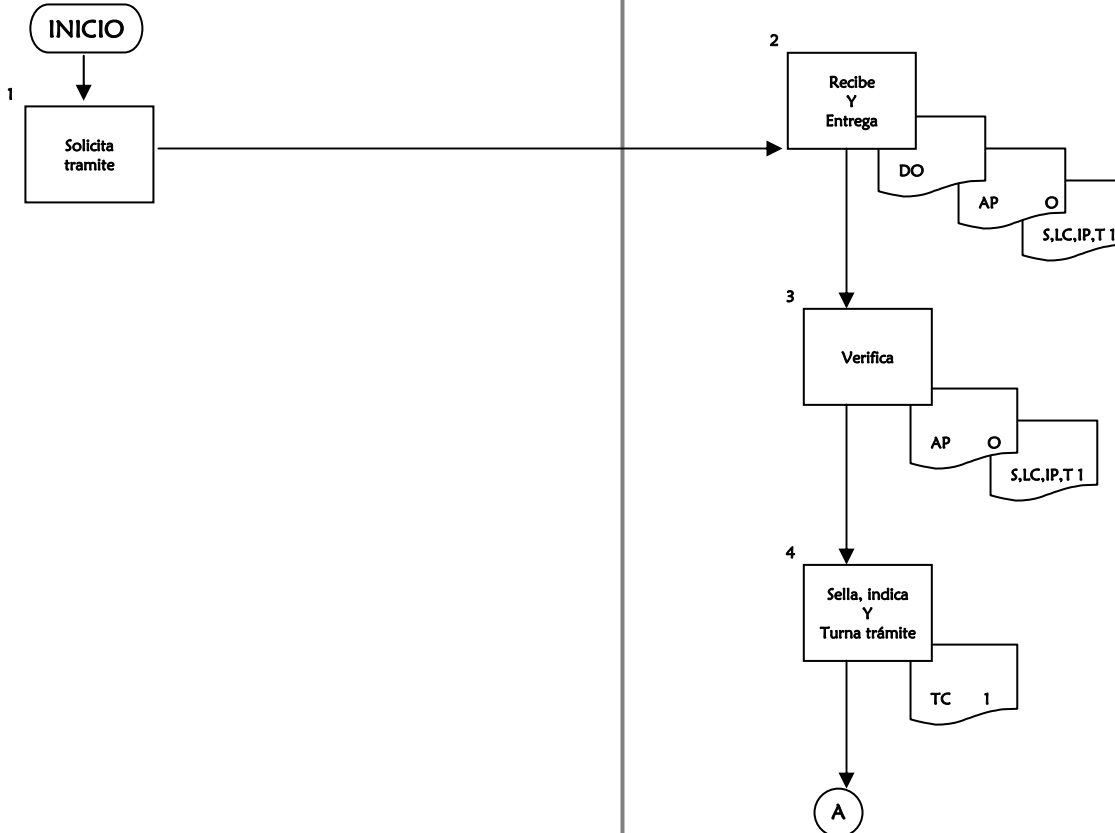 INICIO
1
Solicita
tramite
2
Recibe
Y
Entrega
DO
AP O
S,LC,IP,T 1
3
Verifica
AP O
S,LC,IP,T 1
4
Sella, indica
Y
Turna trámite
TC 1
A